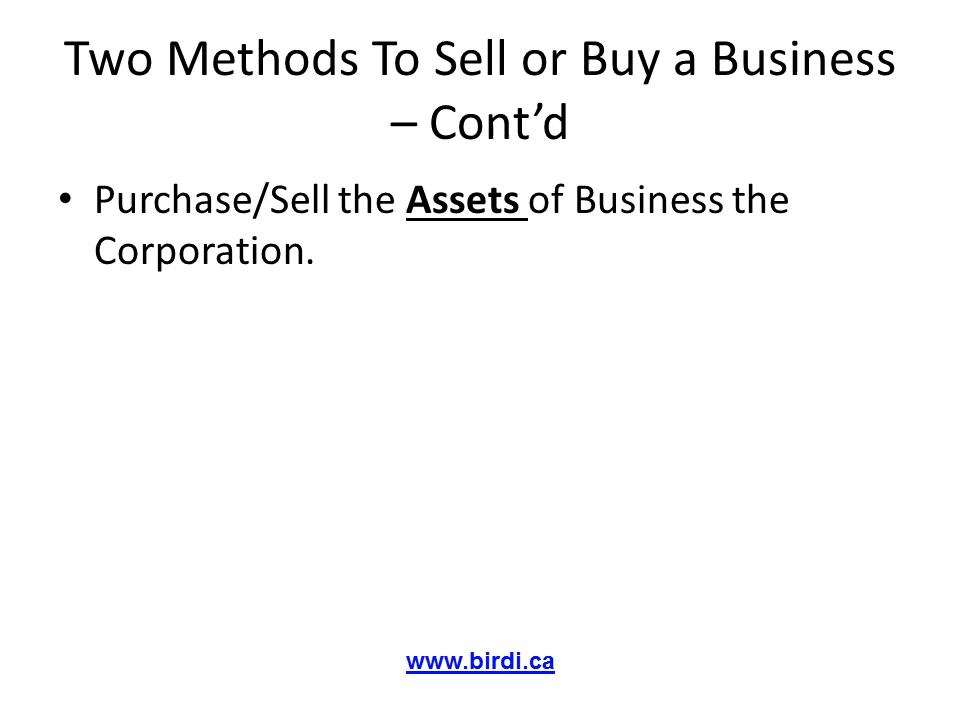 Two Methods To Sell or Buy a Business
– Cont’d
• Purchase/Sell the Assets of Business the
Corporation.
www.birdi.ca